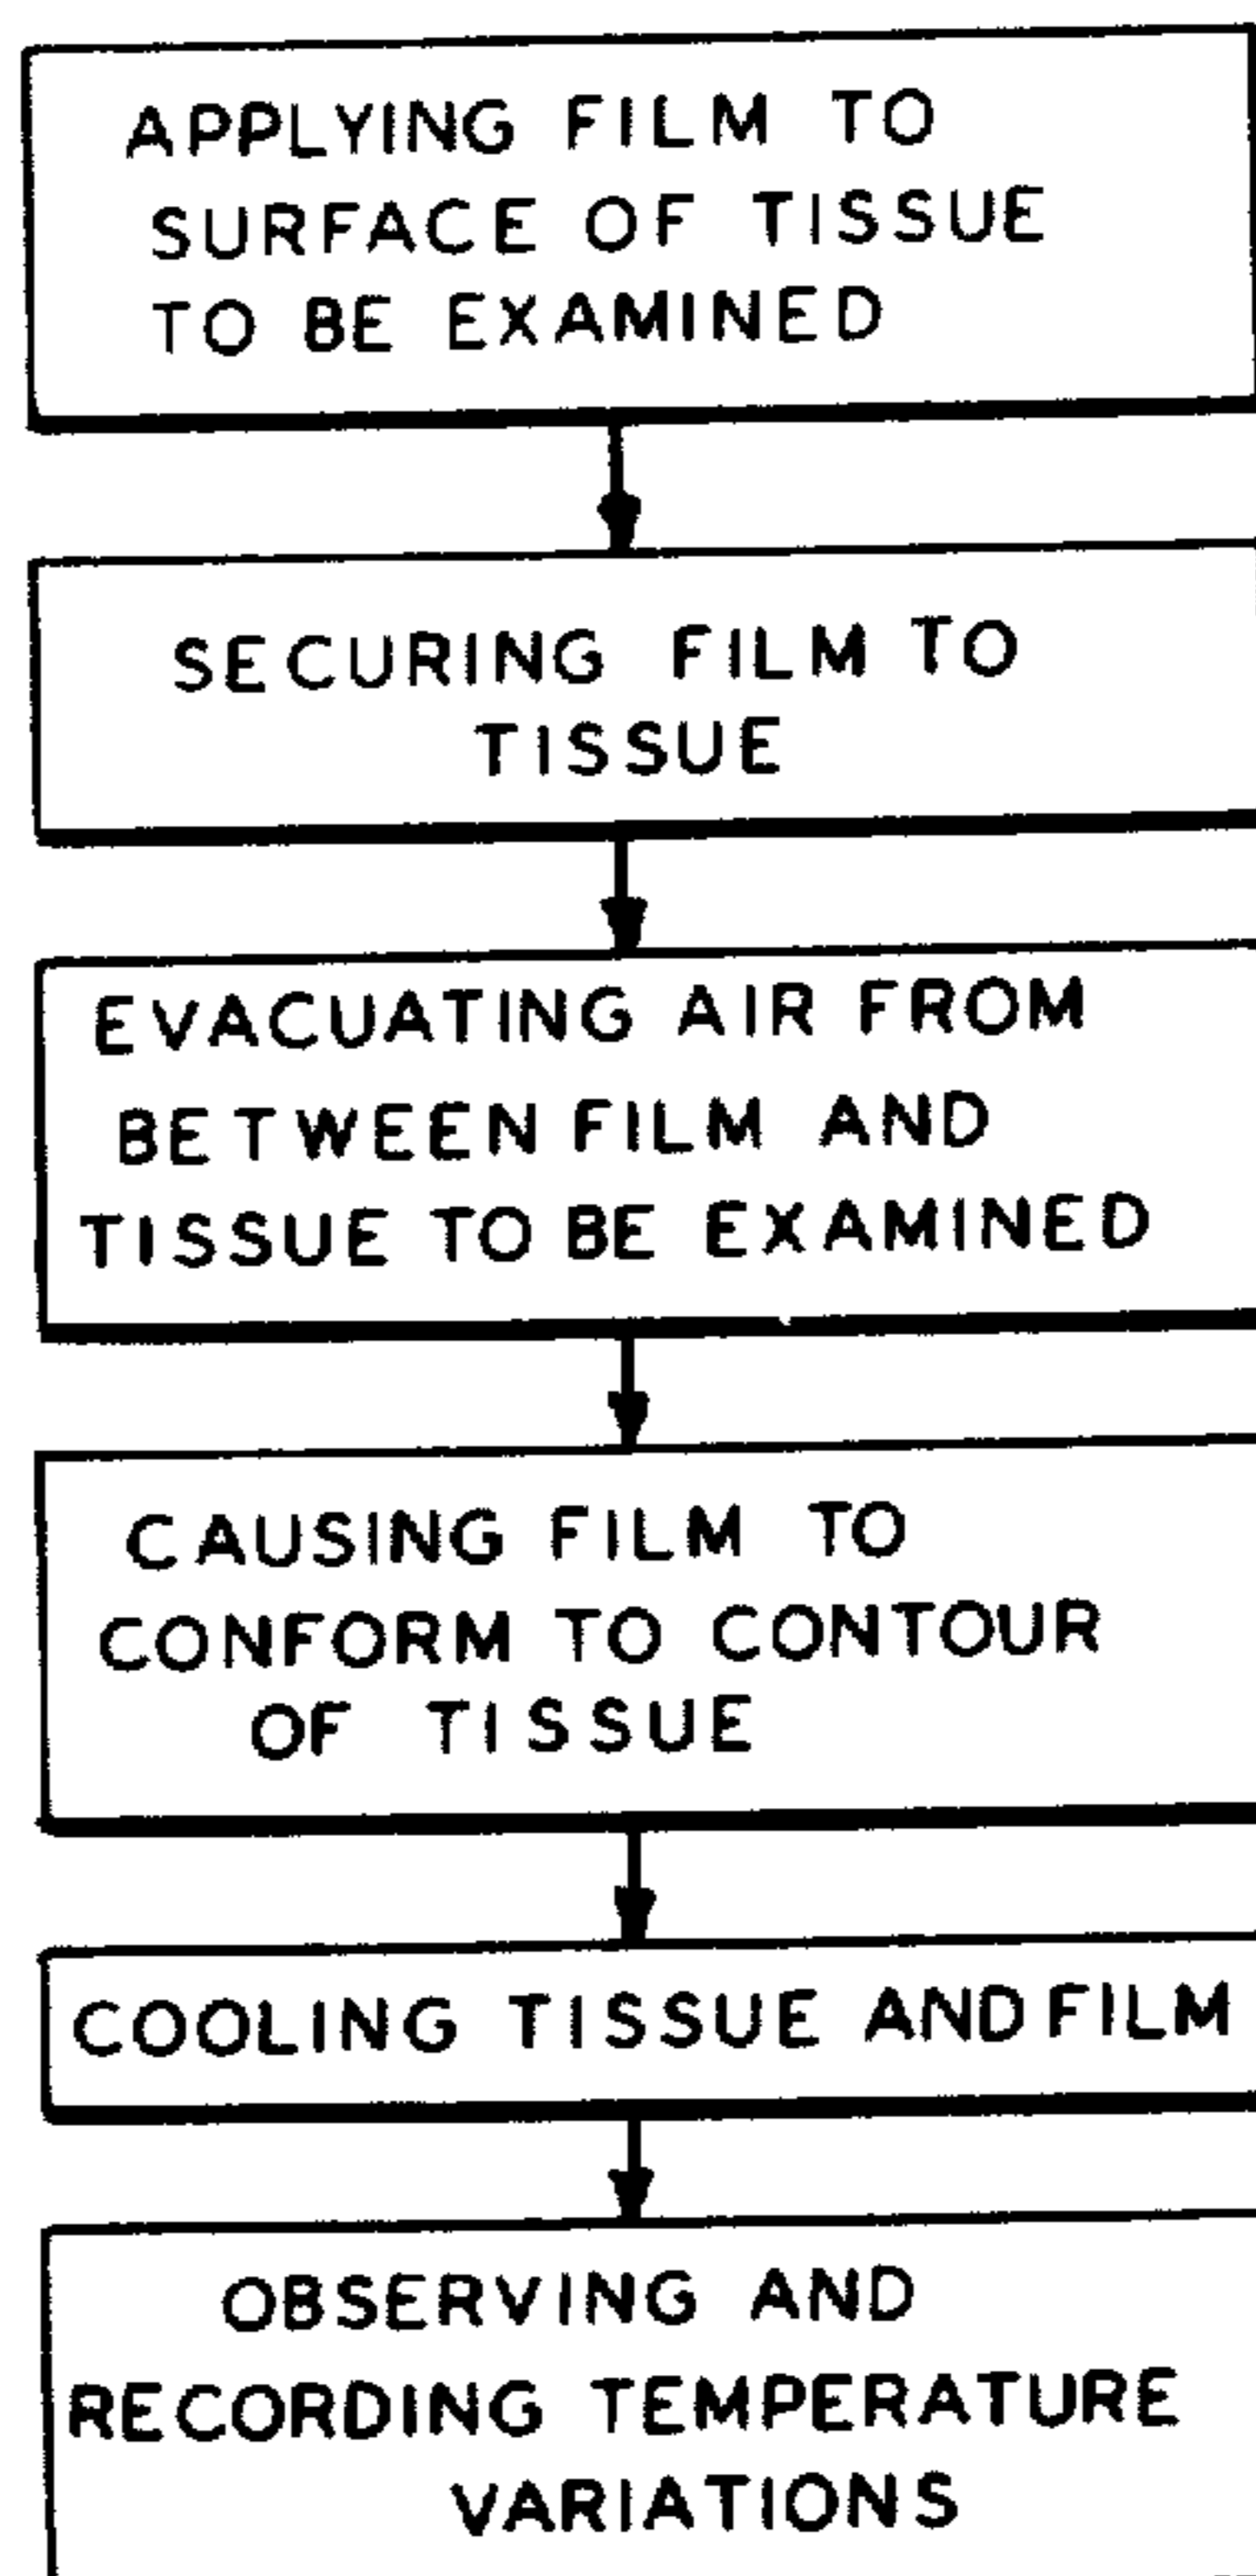 APPLYING FILM TO
SURFACE OF TISSUE
TO BE EXAMINED
SECURING FILM TO
TISSUE
EVACUATING AIR FROM
BETWEEN FILM AND
TISSUE TO BE EXAMINED
CAUSING FILM TO
CONFORM TO CONTOUR
OF TISSUE
COOLING TISSUE AND FILM
OBSERVING AND
RECORDING TEMPERATURE
VARIATIONS